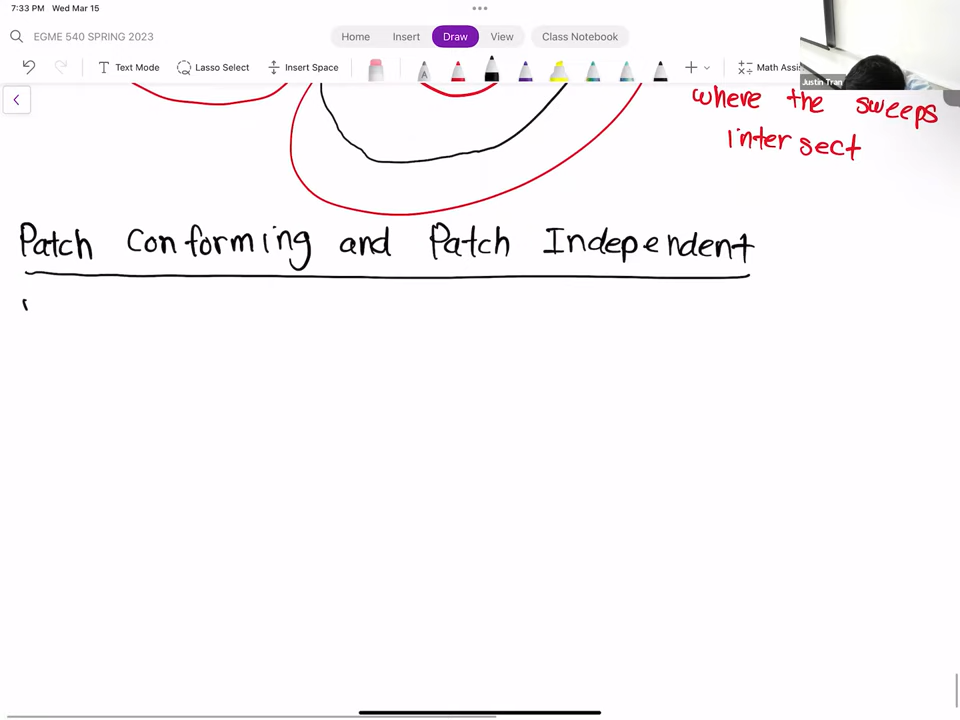 7:33 PM Wed Mar 15
EGME 540 SPRING 2023
Home Insert Draw View Class Notebook
Text Mode Lasso Select Insert Space Math Assis
Justin Tran
where the sweeps
intersect
Patch Conforming and Patch Independent